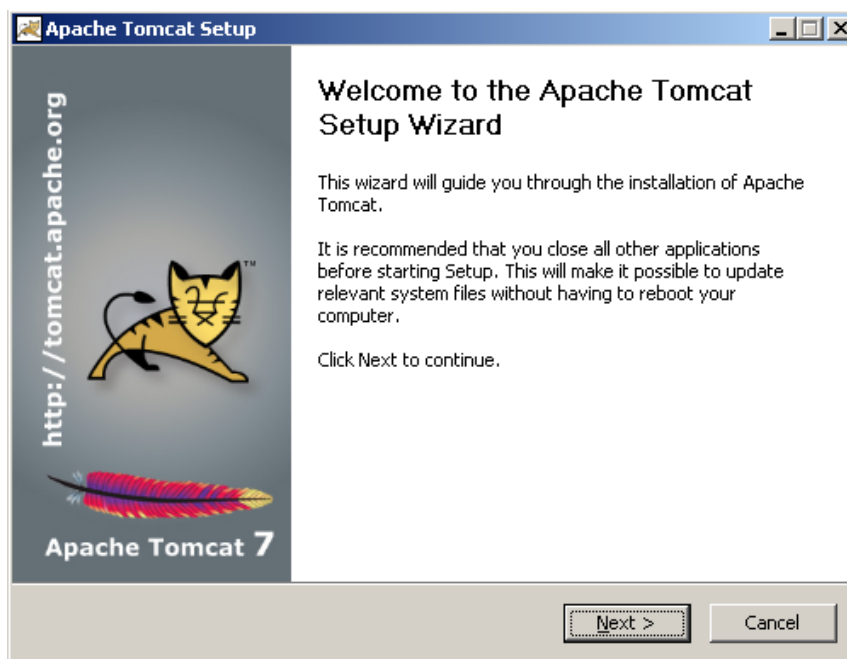 Apache Tomcat Setup
http://tomcat.apache.org
TM
Apache Tomcat 7
Welcome to the Apache Tomcat
Setup Wizard
This wizard will guide you through the installation of Apache
Tomcat.
It is recommended that you close all other applications
before starting Setup. This will make it possible to update
relevant system files without having to reboot your
computer.
Click Next to continue.
Next >
Cancel